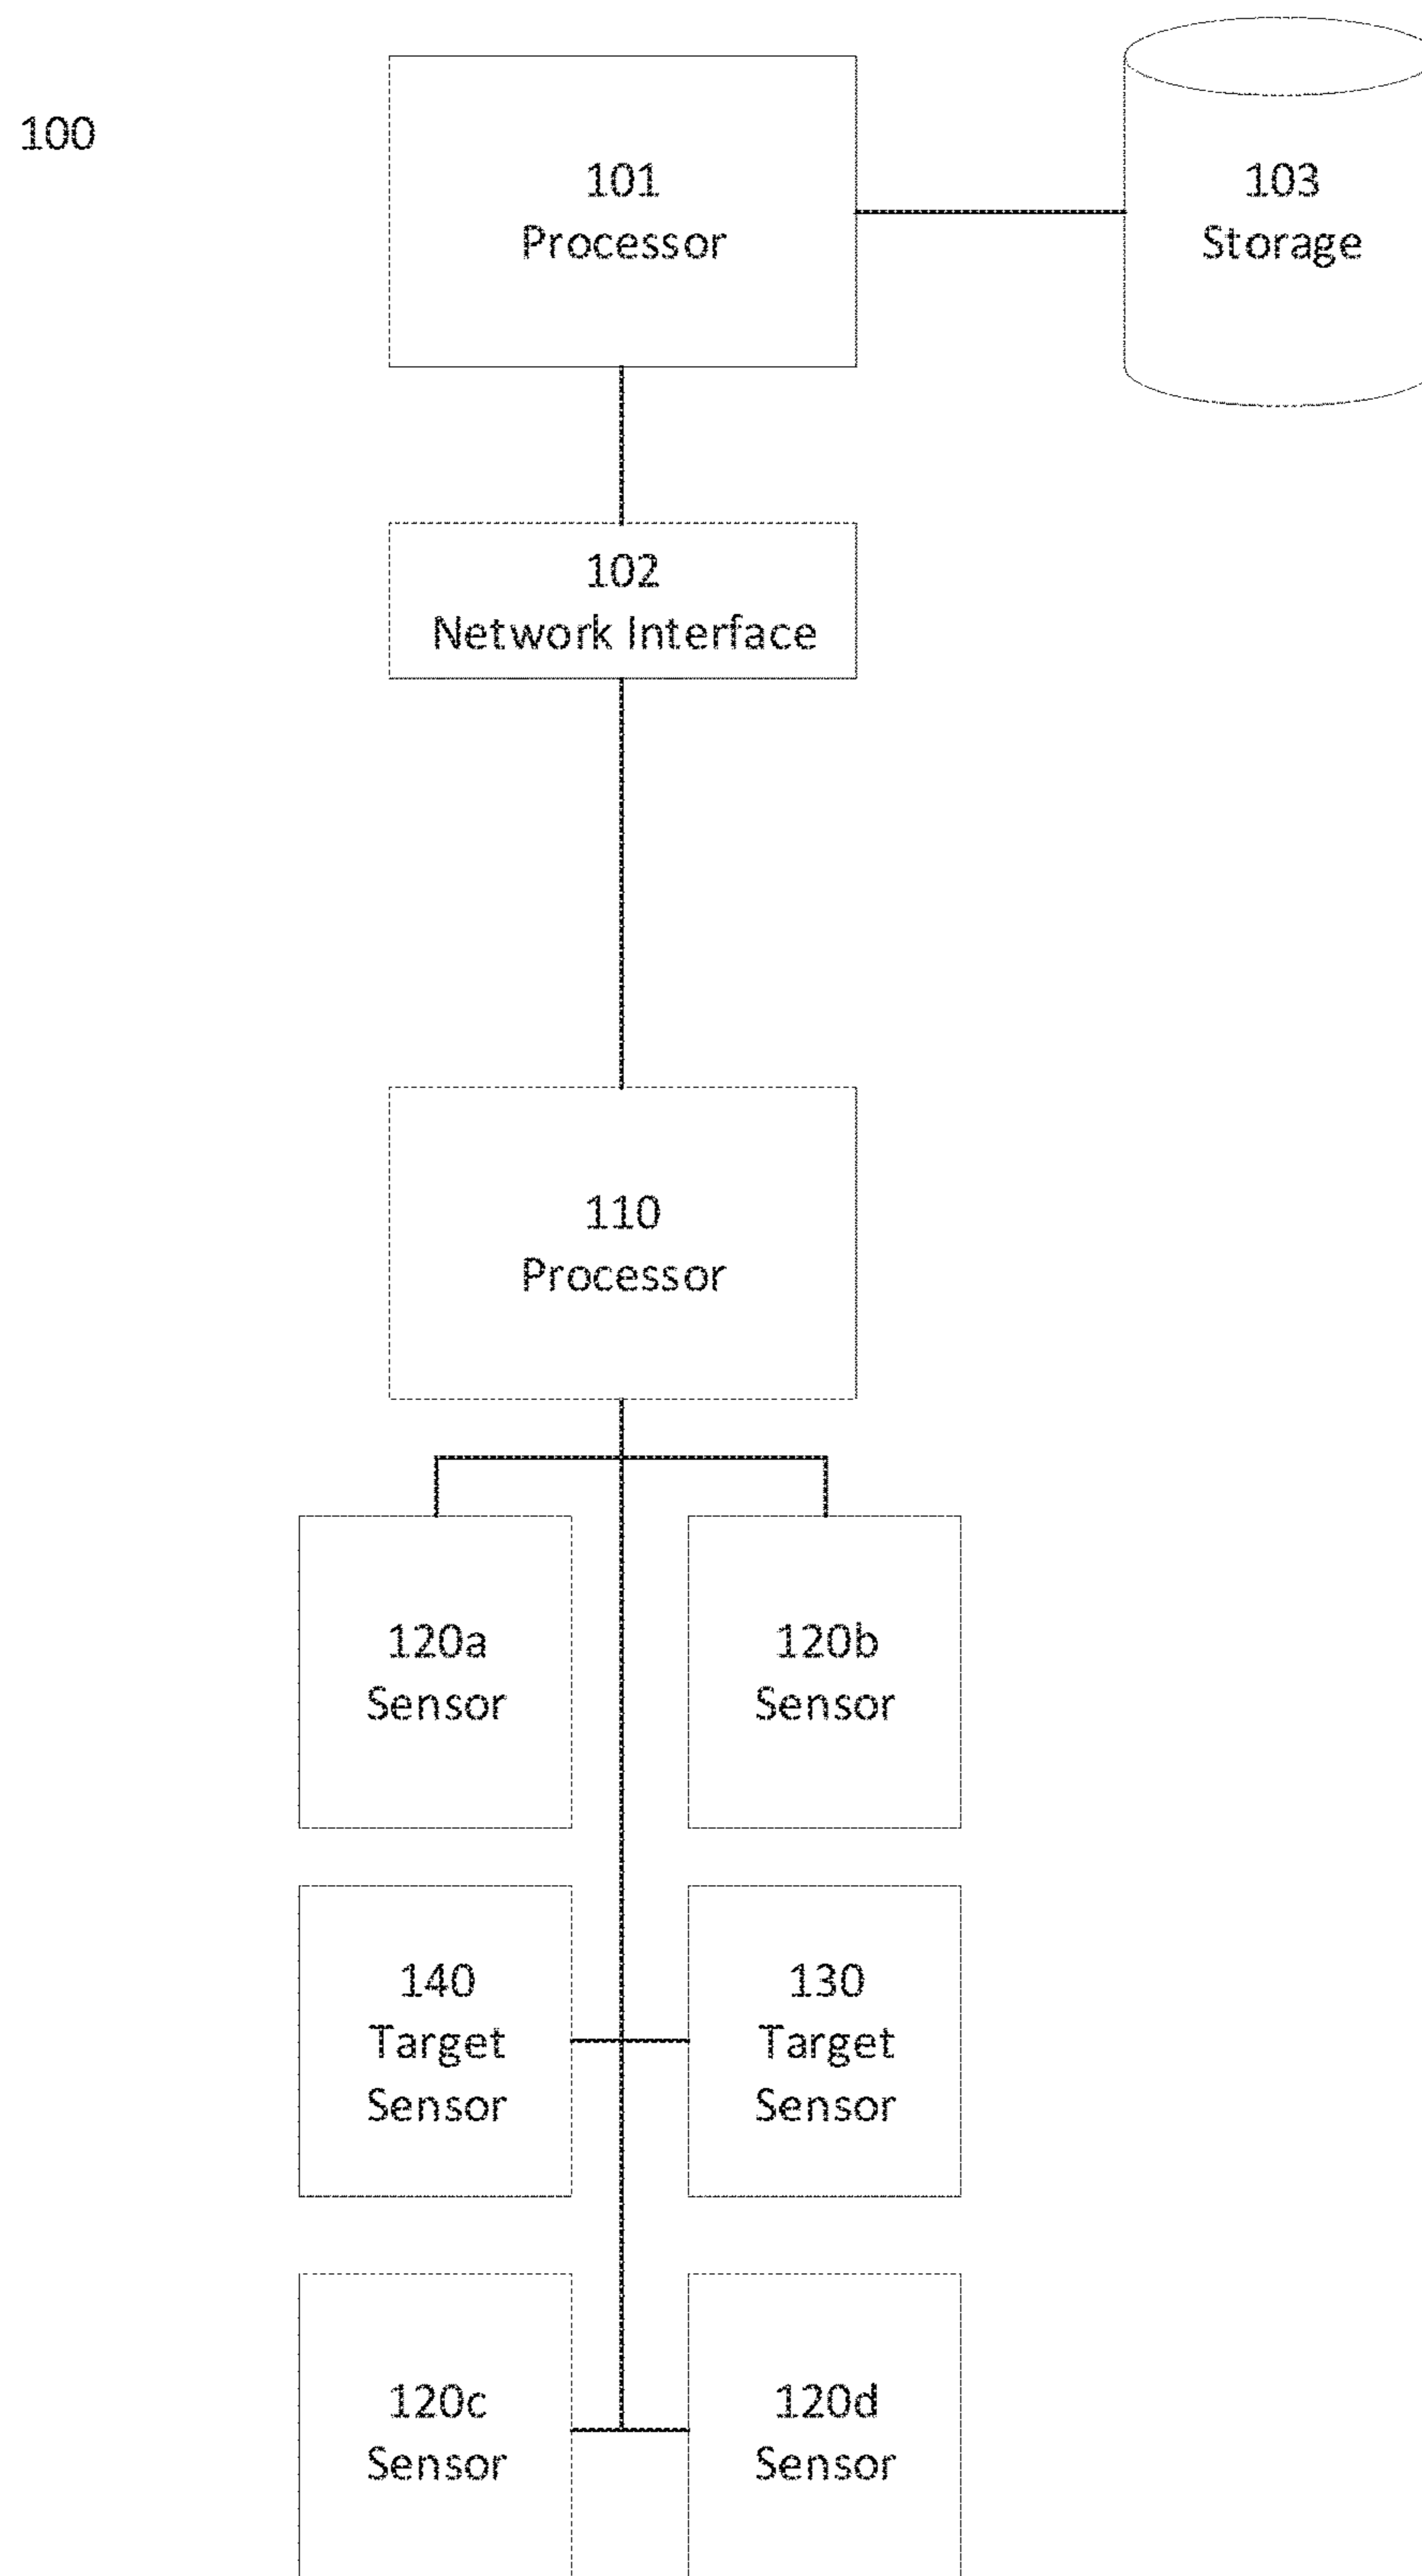 100
101
Processor
103
Storage
102
Network Interface
110
Processor
120a
Sensor
120b
Sensor
140
Target
Sensor
130
Target
Sensor
120c
Sensor
120d
Sensor